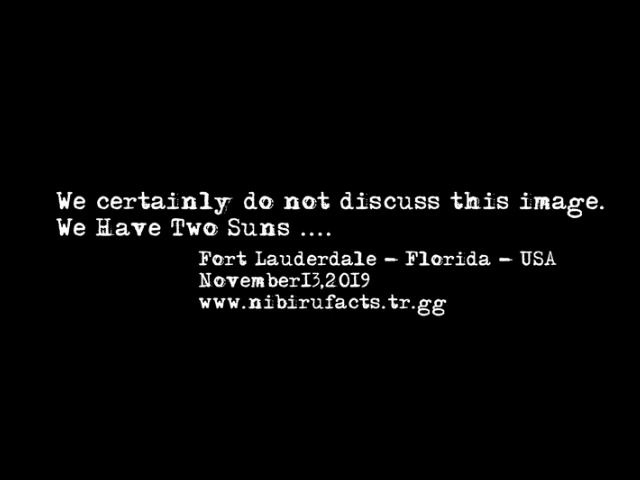 We certainly do not discuss this image.
We Have Two Suns ....
Fort Lauderdale - Florida - USA
November13,2019
www.nibirufacts.tr.gg